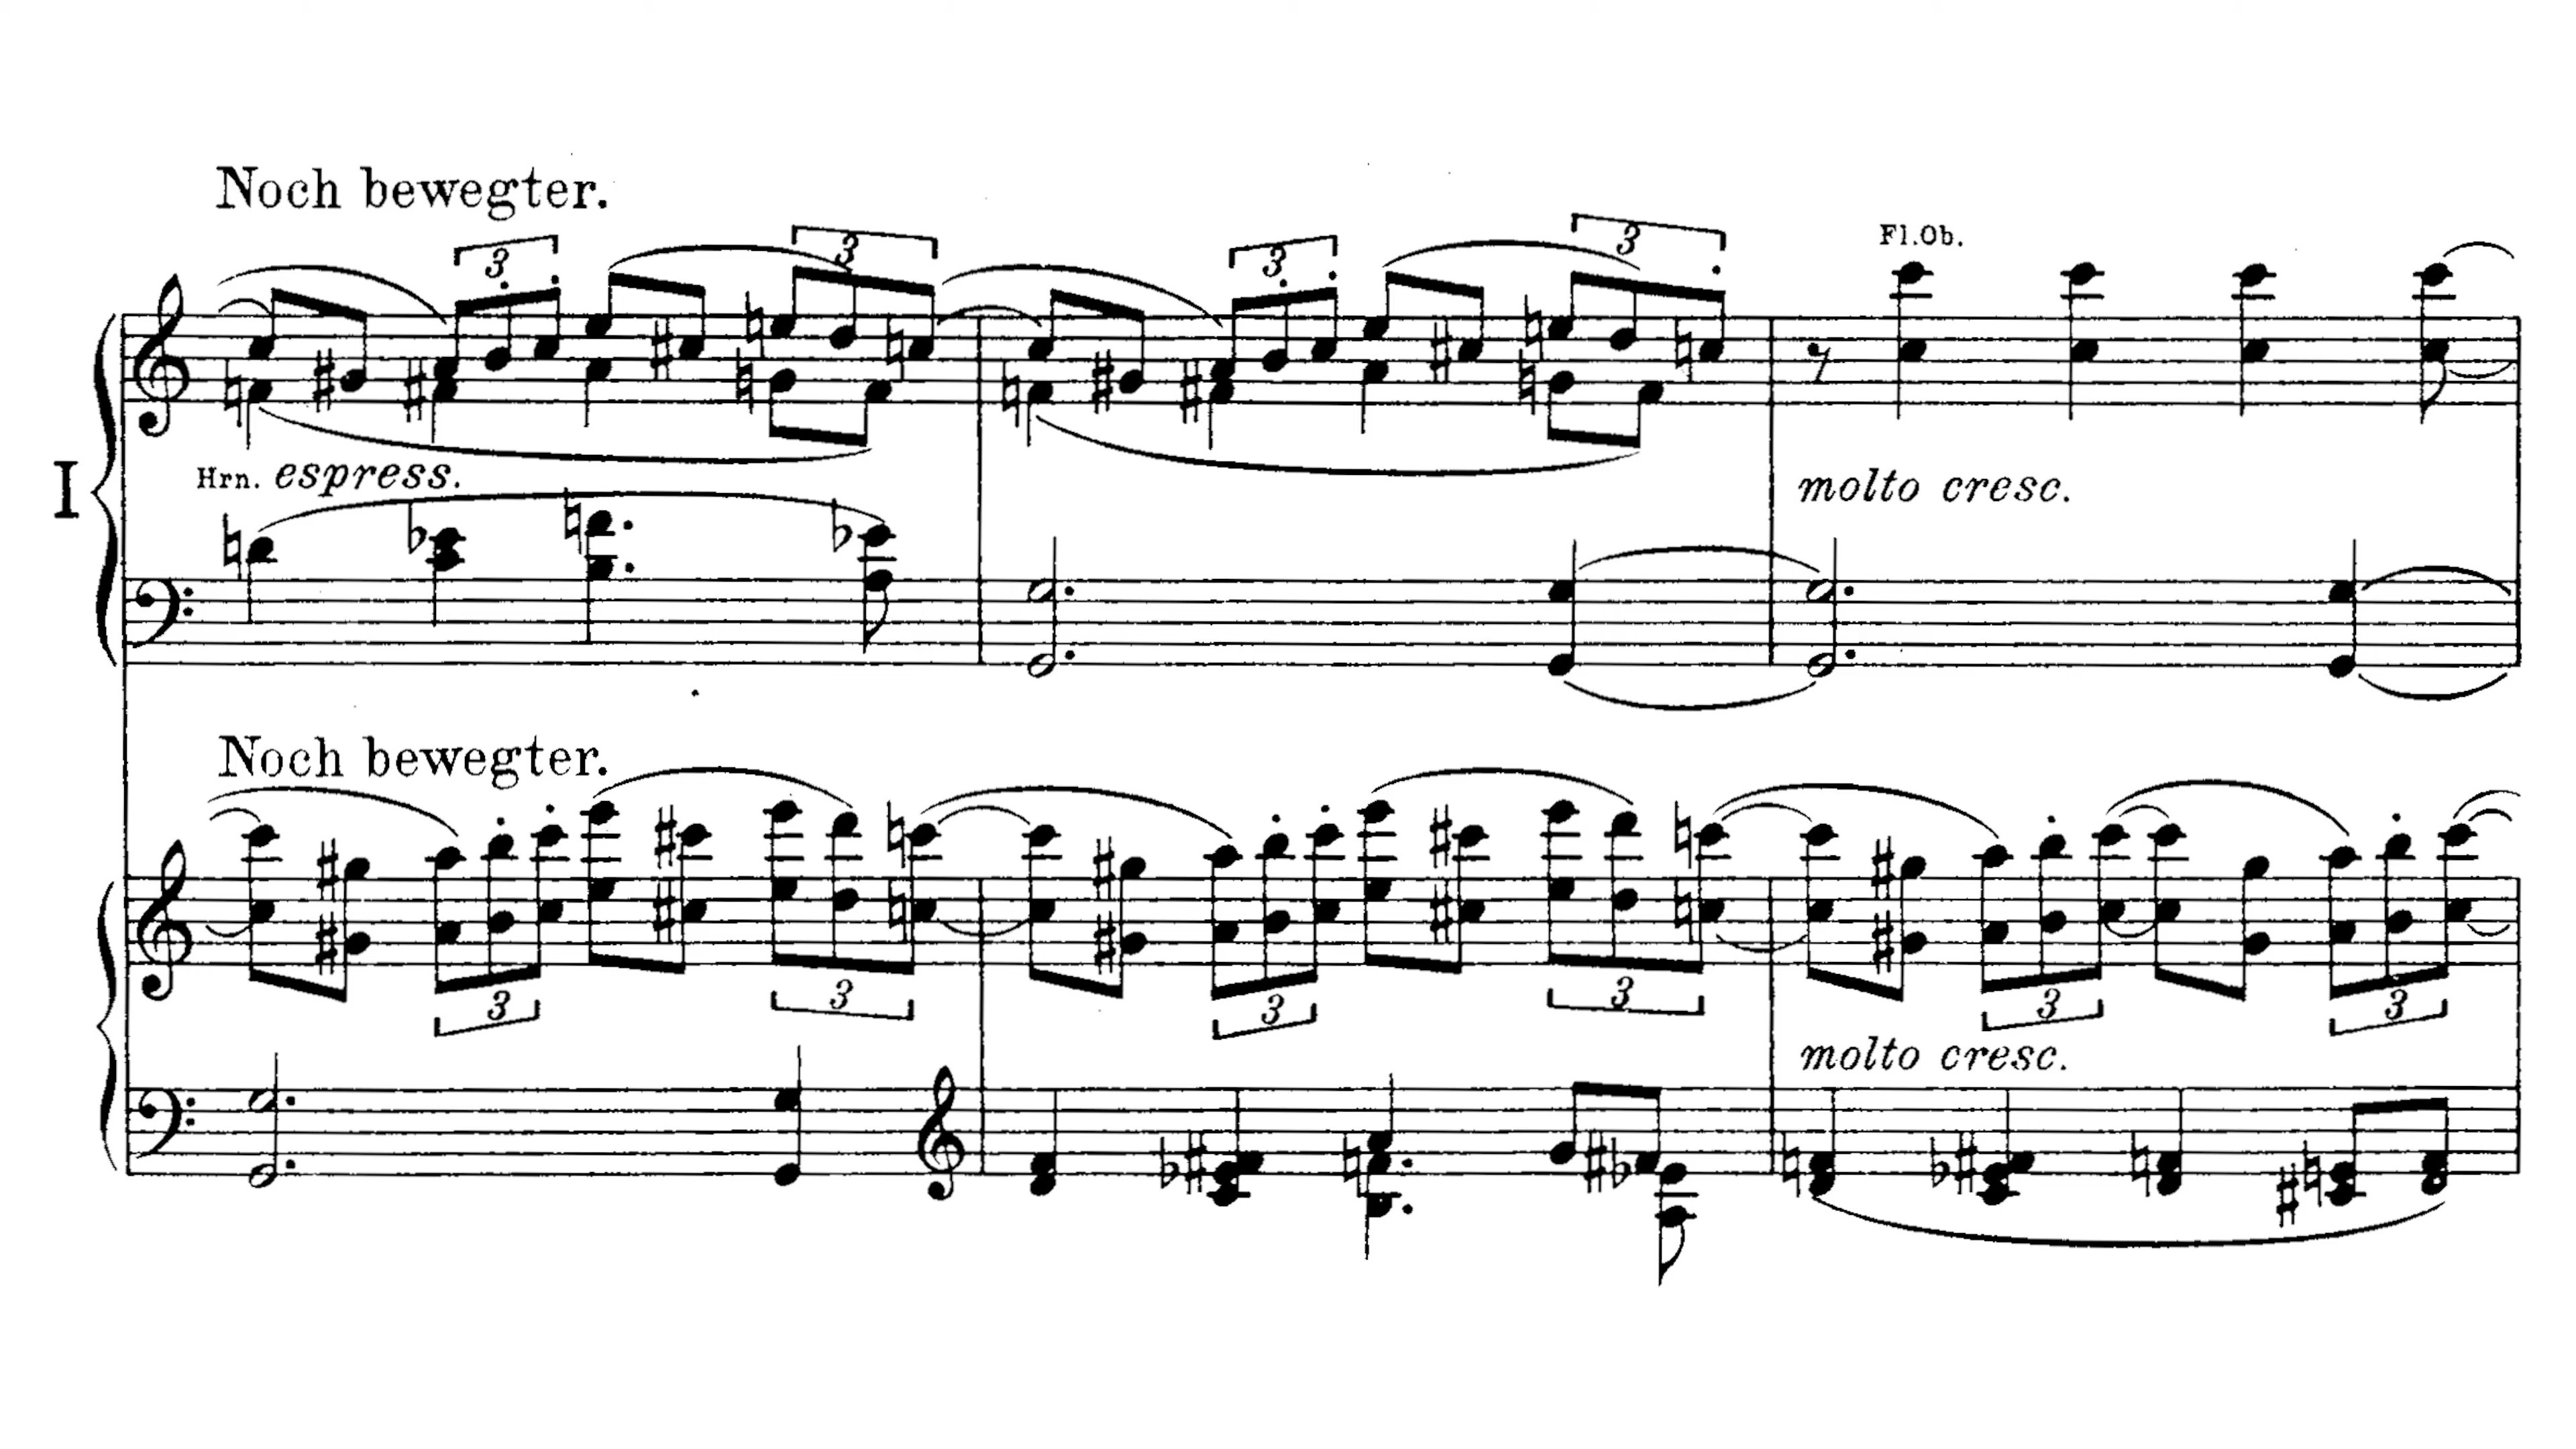 Noch bewegter.
3 3 3 3
Fl.Ob.
I
Hrn. espress.
molto cresc.
Noch bewegter.
3 3 3 3 3 3
molto cresc.